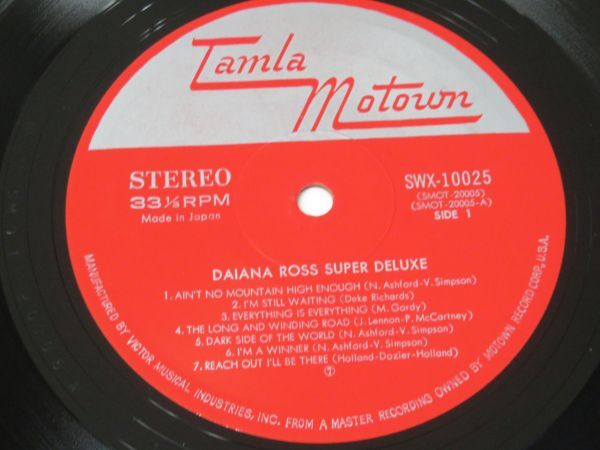 Tamla
Motown
STEREO
33⅓RPM
Made in Japan
SWX-10025
(SMOT-20005)
(SMOT-20005-A)
SIDE 1
DAIANA ROSS SUPER DELUXE
1. AIN'T NO MOUNTAIN HIGH ENOUGH (N. Ashford-V. Simpson)
2. I'M STILL WAITING (Deke Richards)
3. EVERYTHING IS EVERYTHING (M. Gordy)
4. THE LONG AND WINDING ROAD (J. Lennon-P. McCartney)
5. DARK SIDE OF THE WORLD (N. Ashford-V. Simpson)
6. I'M A WINNER (N. Ashford-V. Simpson)
7. REACH OUT I'LL BE THERE (Holland-Dozier-Holland)
MANUFACTURED BY VICTOR MUSICAL INDUSTRIES, INC. FROM A MASTER RECORDING OWNED BY MOTOWN RECORD CORP., U.S.A.